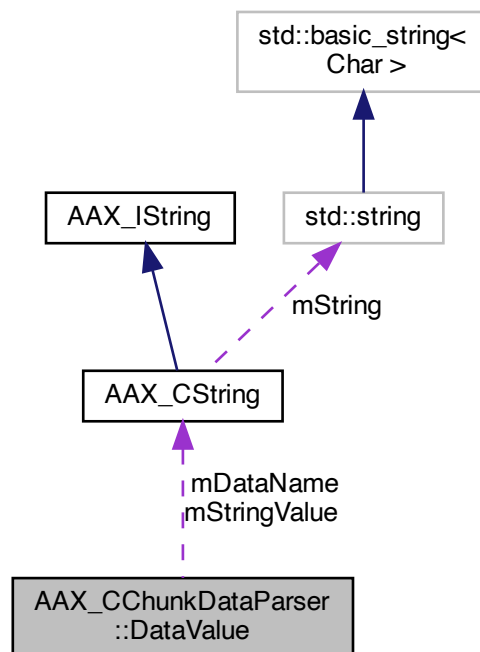 std::basic_string<
Char >
AAX_IString
std::string
mString
AAX_CString
mDataName
mStringValue
AAX_CChunkDataParser
::DataValue